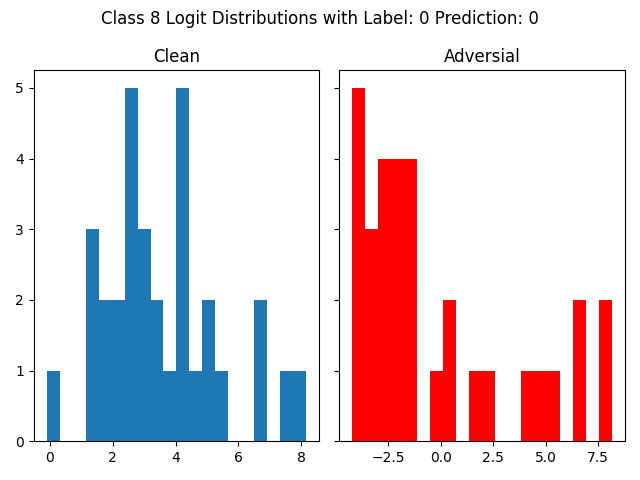 Class 8 Logit Distributions with Label: 0 Prediction: 0
Clean
Adversial
5
4
3
2
1
0
0 2 4 6 8
−2.5 0.0 2.5 5.0 7.5